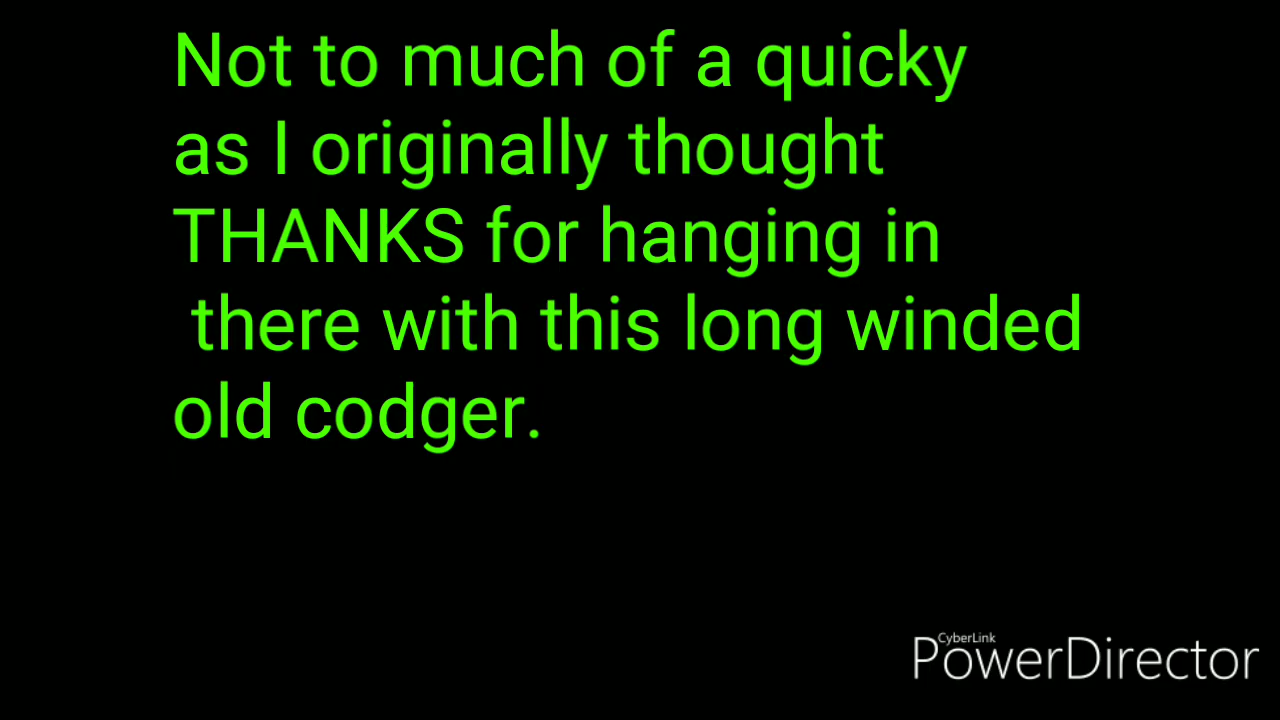 Not to much of a quicky
as I originally thought
THANKS for hanging in
there with this long winded
old codger.
CyberLink
PowerDirector